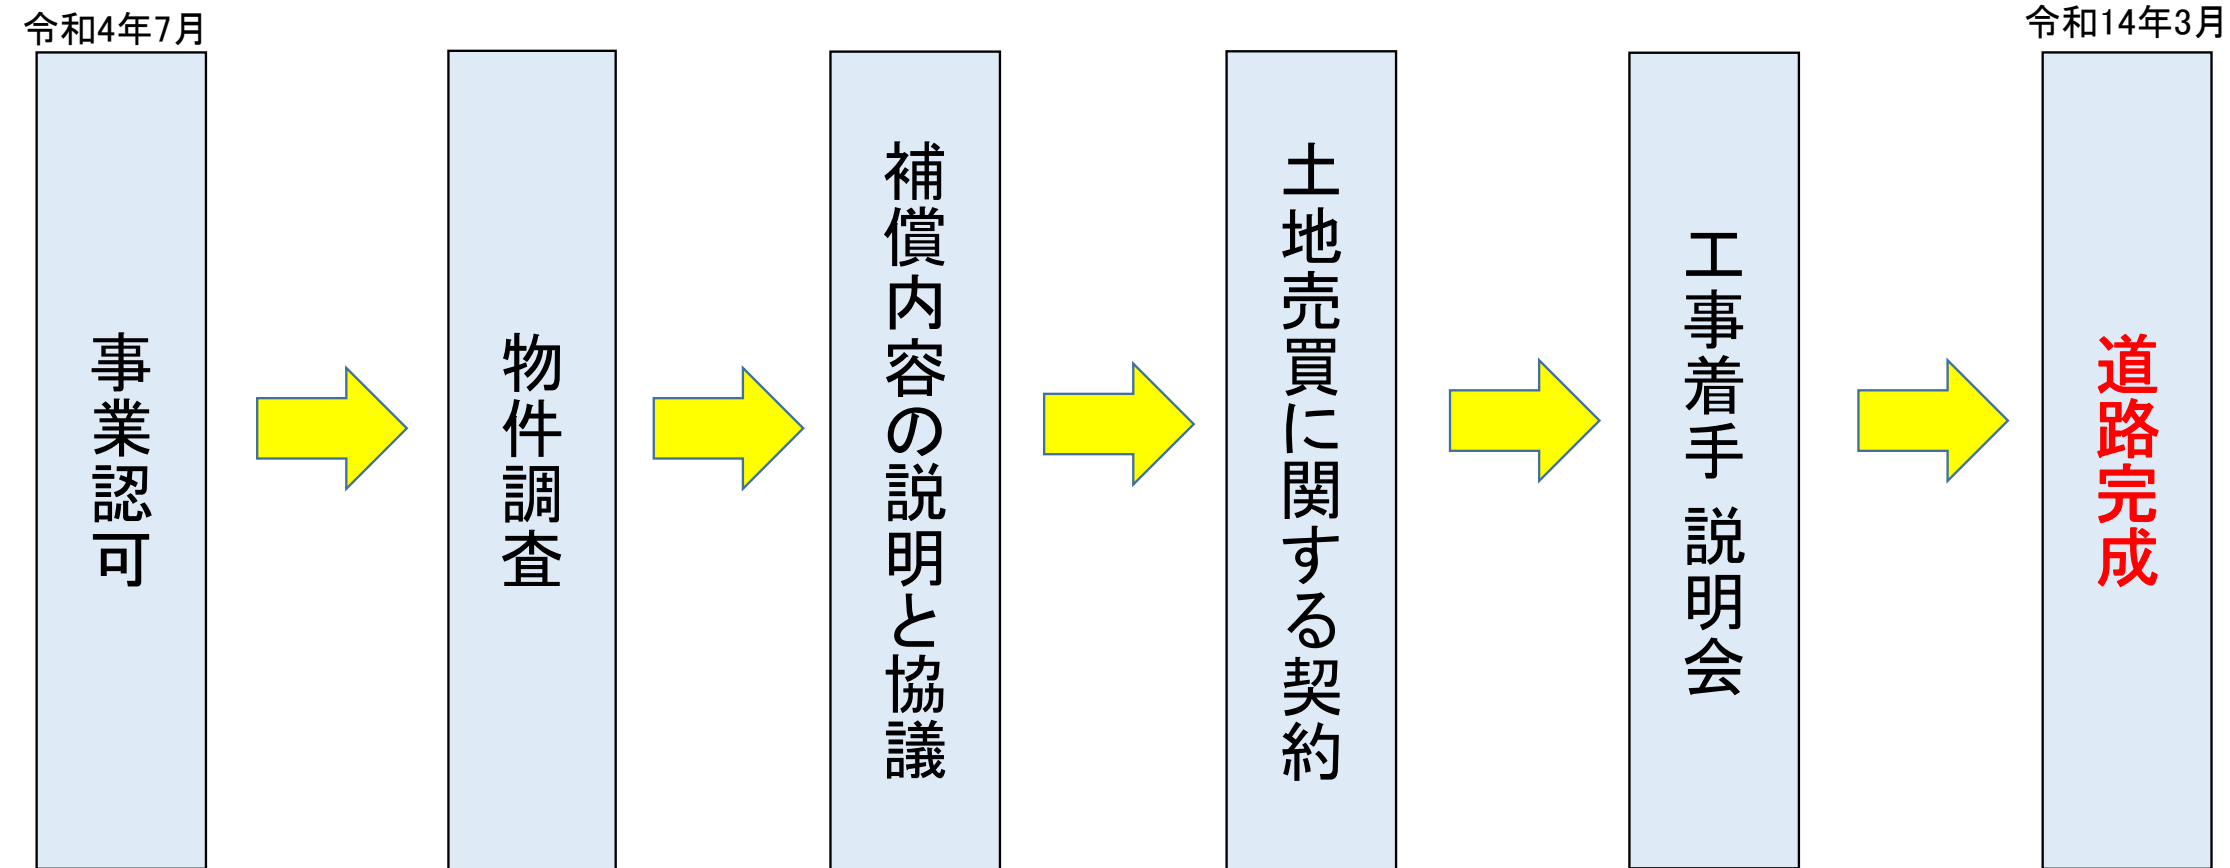 令和4年7月
事業認可
物件調査
補償内容の説明と協議
土地売買に関する契約
工事着手 説明会
令和14年3月
道路完成